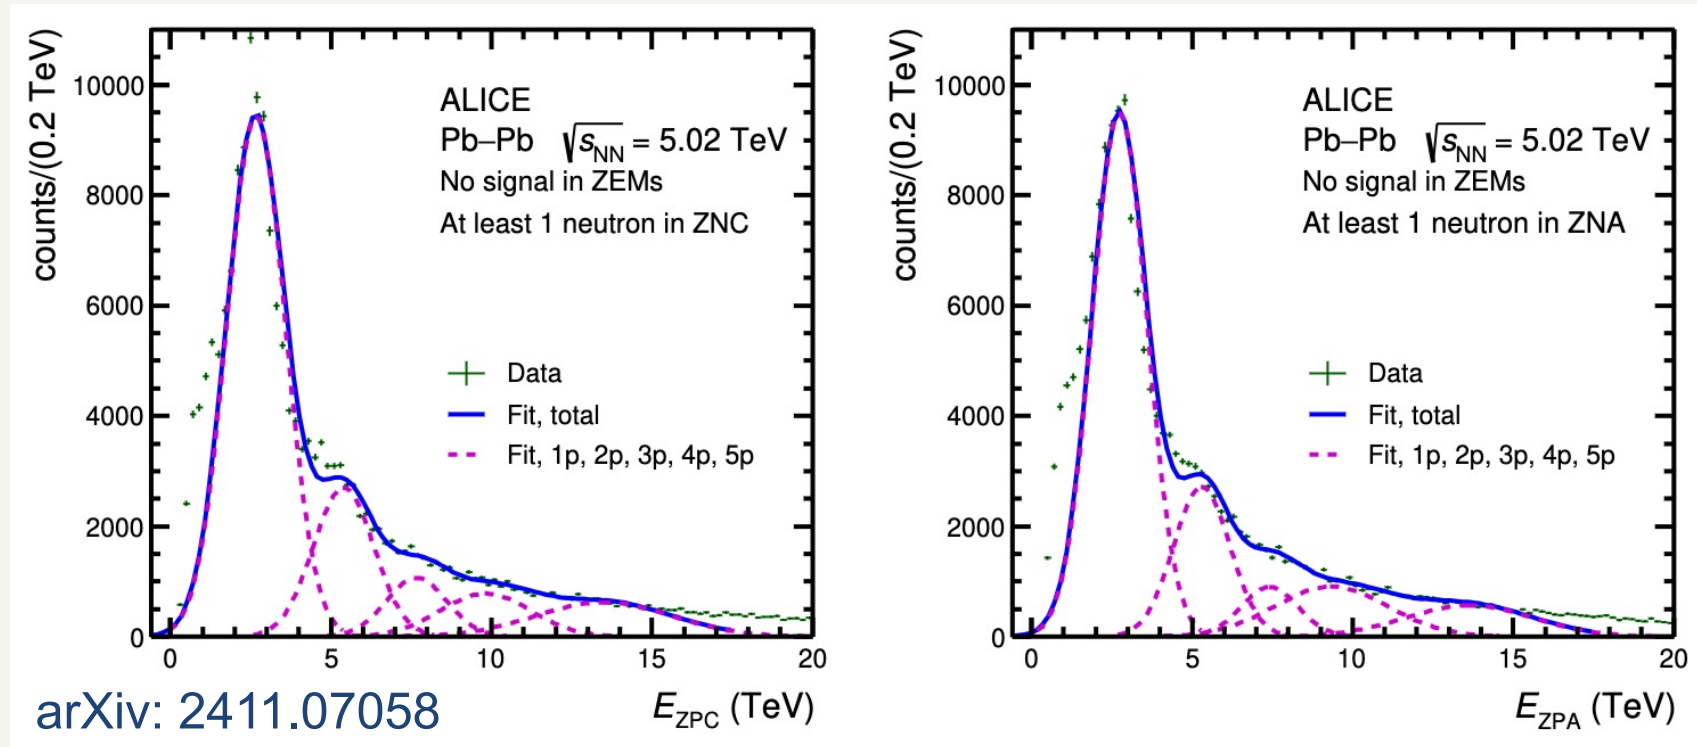 counts/(0.2 TeV)
10000
8000
6000
4000
2000
0
ALICE
Pb–Pb √sNN = 5.02 TeV
No signal in ZEMs
At least 1 neutron in ZNC
Data
Fit, total
Fit, 1p, 2p, 3p, 4p, 5p
0 5 10 15 20
EZPC (TeV)
counts/(0.2 TeV)
10000
8000
6000
4000
2000
0
ALICE
Pb–Pb √sNN = 5.02 TeV
No signal in ZEMs
At least 1 neutron in ZNA
Data
Fit, total
Fit, 1p, 2p, 3p, 4p, 5p
0 5 10 15 20
EZPA (TeV)
arXiv: 2411.07058